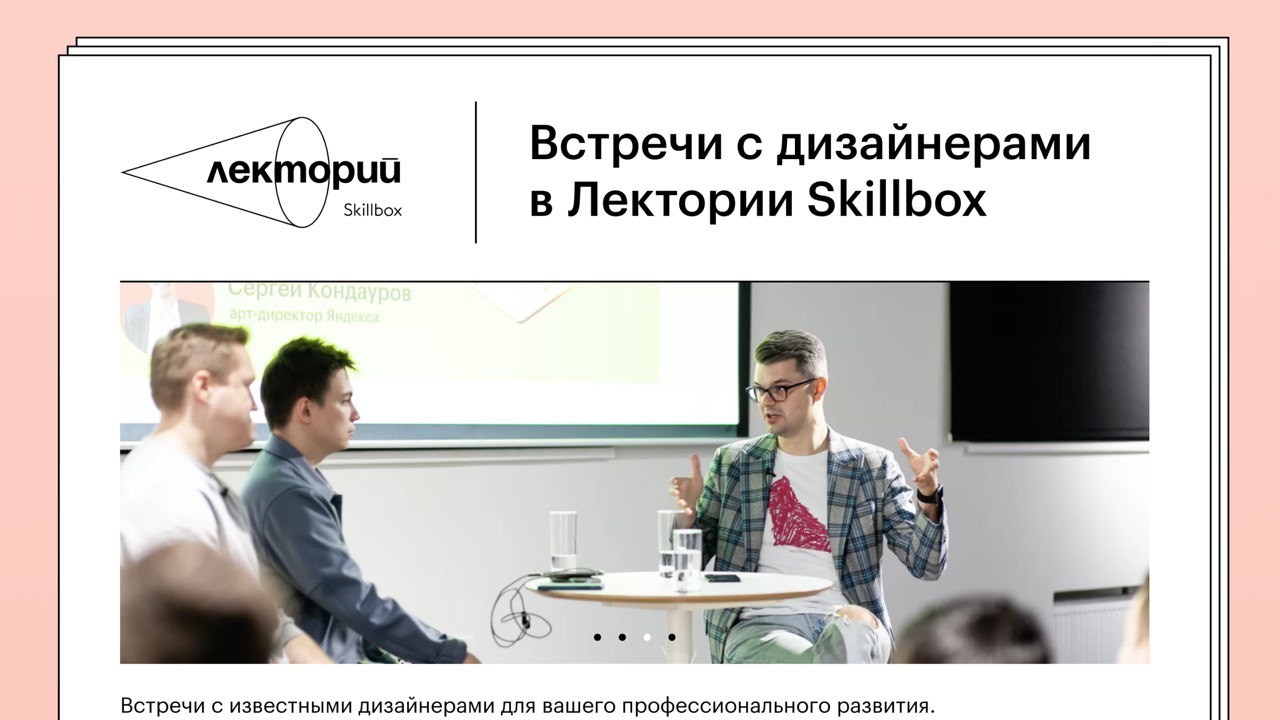 лекторий
Skillbox
Встречи с дизайнерами
в Лектории Skillbox
Сергей Кондауров
арт-директор Яндекса
Встречи с известными дизайнерами для вашего профессионального развития.